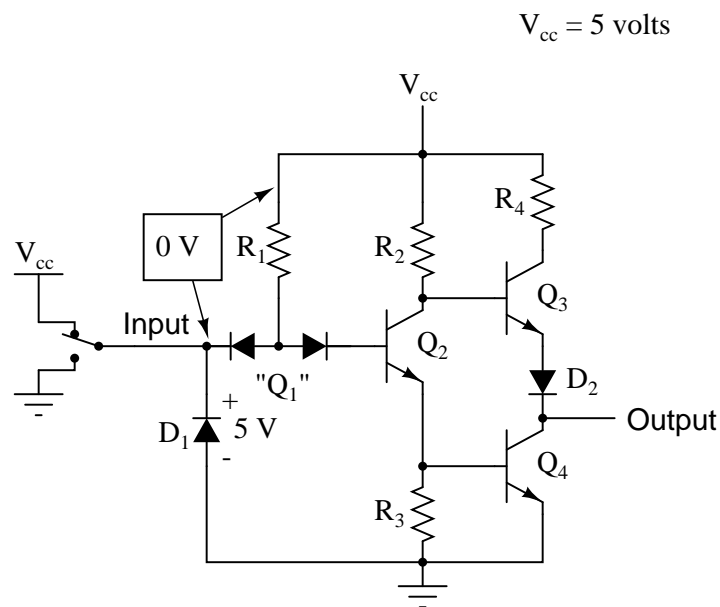 Vcc = 5 volts
Vcc
R4
0 V
R1
R2
Vcc
Q3
Input
Q2
"Q1"
D2
+
D1
5 V
-
Output
Q4
R3